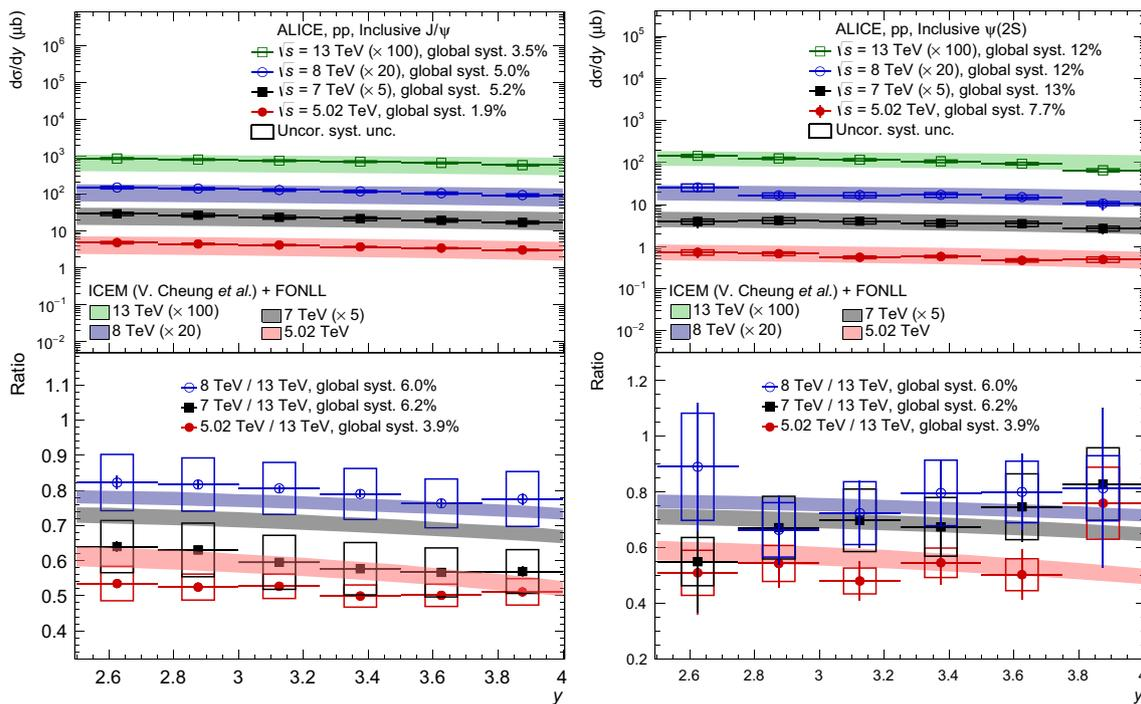 ALICE, pp, Inclusive J/ψ
√s = 13 TeV (× 100), global syst. 3.5%
√s = 8 TeV (× 20), global syst. 5.0%
√s = 7 TeV (× 5), global syst. 5.2%
√s = 5.02 TeV, global syst. 1.9%
Uncor. syst. unc.
dσ/dy (μb)
10⁶
10⁵
10⁴
10³
10²
10
1
10⁻¹
10⁻²
ICEM (V. Cheung et al.) + FONLL
13 TeV (× 100)
7 TeV (× 5)
8 TeV (× 20)
5.02 TeV
Ratio
8 TeV / 13 TeV, global syst. 6.0%
7 TeV / 13 TeV, global syst. 6.2%
5.02 TeV / 13 TeV, global syst. 3.9%
1.1
1
0.9
0.8
0.7
0.6
0.5
0.4
2.6 2.8 3 3.2 3.4 3.6 3.8 4
y
ALICE, pp, Inclusive ψ(2S)
√s = 13 TeV (× 100), global syst. 12%
√s = 8 TeV (× 20), global syst. 12%
√s = 7 TeV (× 5), global syst. 13%
√s = 5.02 TeV, global syst. 7.7%
Uncor. syst. unc.
dσ/dy (μb)
10⁵
10⁴
10³
10²
10
1
10⁻¹
10⁻²
ICEM (V. Cheung et al.) + FONLL
13 TeV (× 100)
7 TeV (× 5)
8 TeV (× 20)
5.02 TeV
Ratio
8 TeV / 13 TeV, global syst. 6.0%
7 TeV / 13 TeV, global syst. 6.2%
5.02 TeV / 13 TeV, global syst. 3.9%
1.2
1
0.8
0.6
0.4
0.2
2.6 2.8 3 3.2 3.4 3.6 3.8 4
y